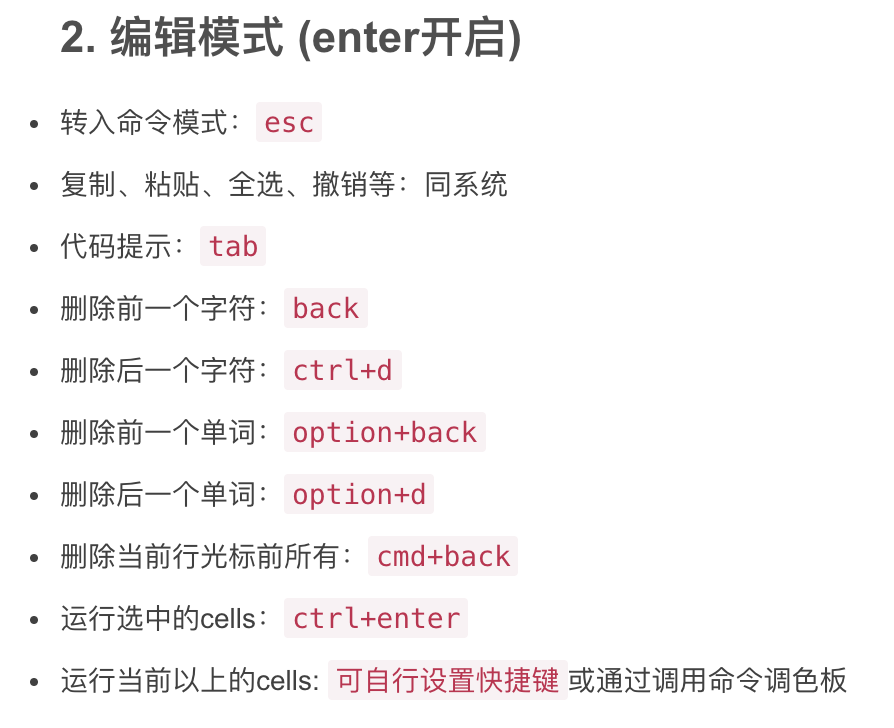 2. 编辑模式 (enter开启)
转入命令模式：esc
复制、粘贴、全选、撤销等：同系统
代码提示：tab
删除前一个字符：back
删除后一个字符：ctrl+d
删除前一个单词：option+back
删除后一个单词：option+d
删除当前行光标前所有：cmd+back
运行选中的cells：ctrl+enter
运行当前以上的cells: 可自行设置快捷键或通过调用命令调色板